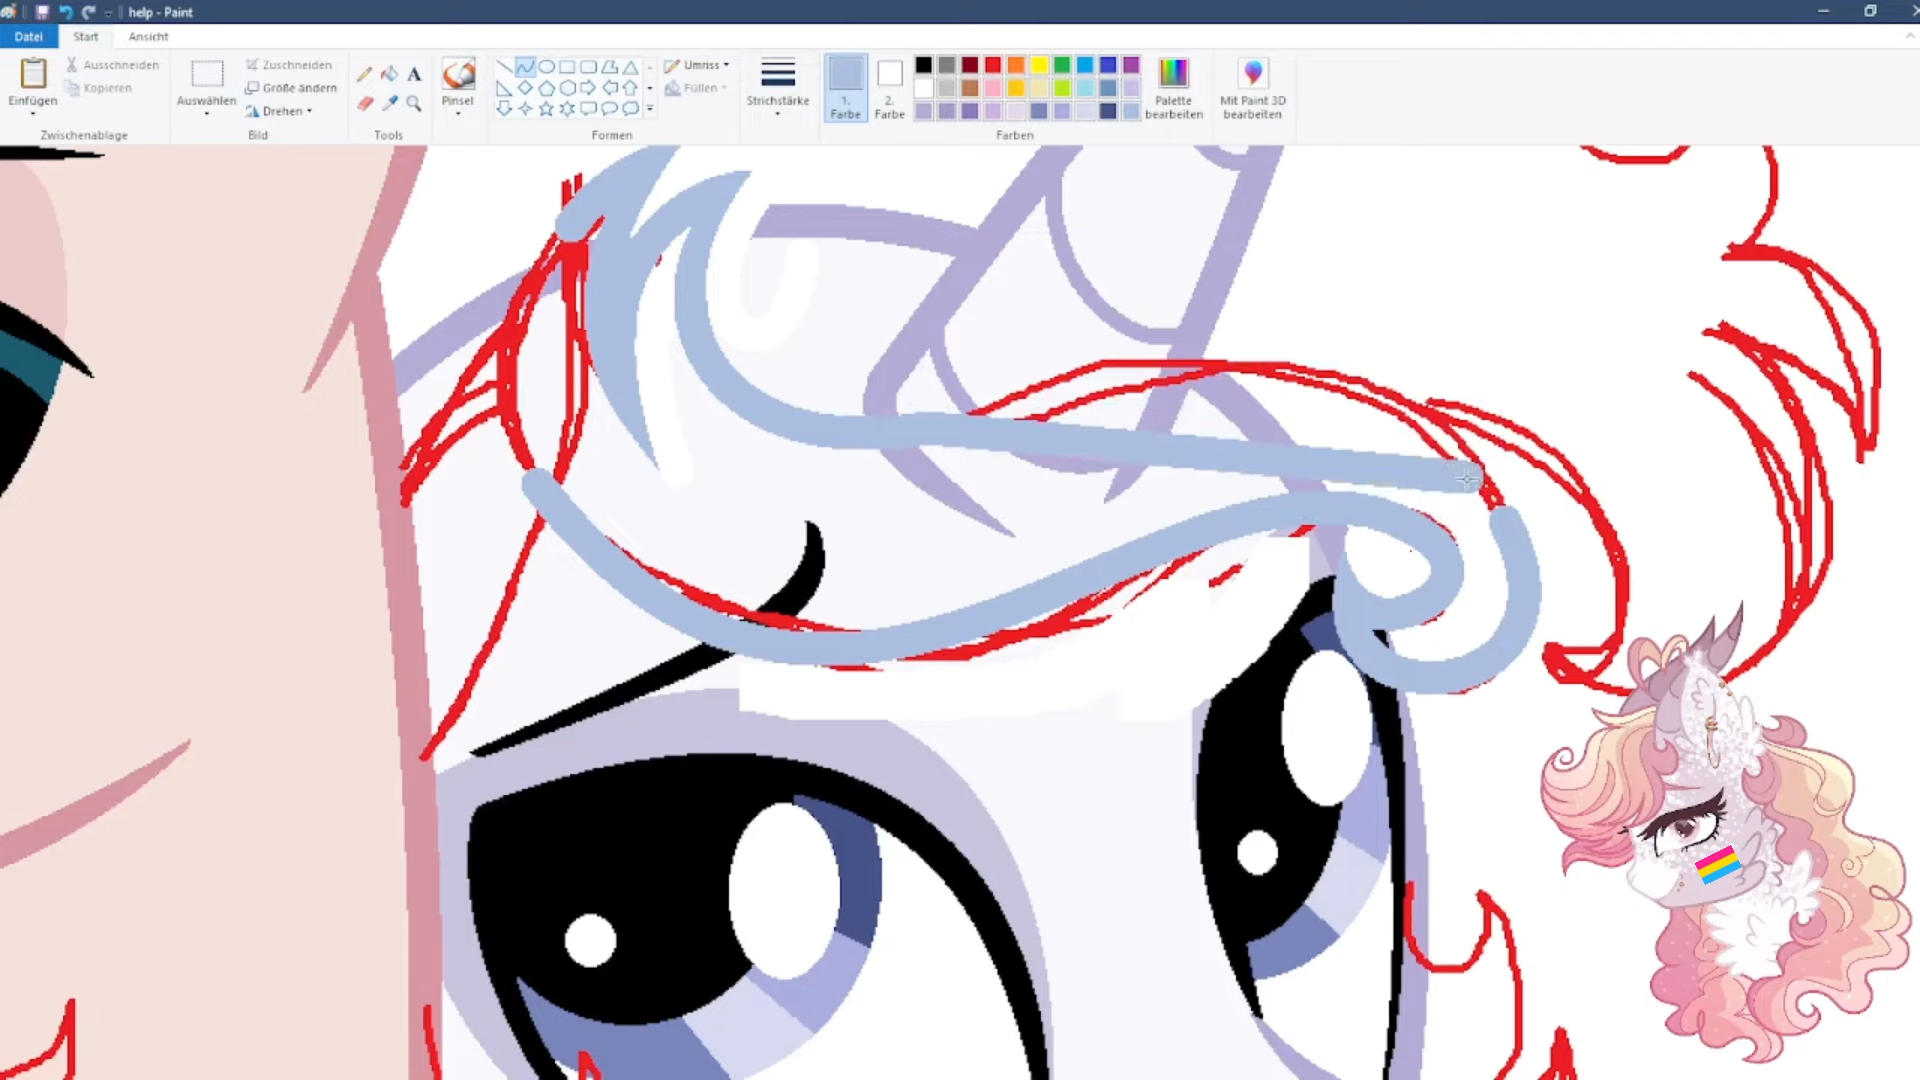 help - Paint
Datei Start Ansicht
Einfügen
Ausschneiden
Kopieren
Zwischenablage
Auswählen
Zuschneiden
Größe ändern
Drehen
Bild
A
Tools
Pinsel
Umriss
Füllen
Formen
Strichstärke
1.
Farbe
2.
Farbe
Palette
bearbeiten
Farben
Mit Paint 3D
bearbeiten